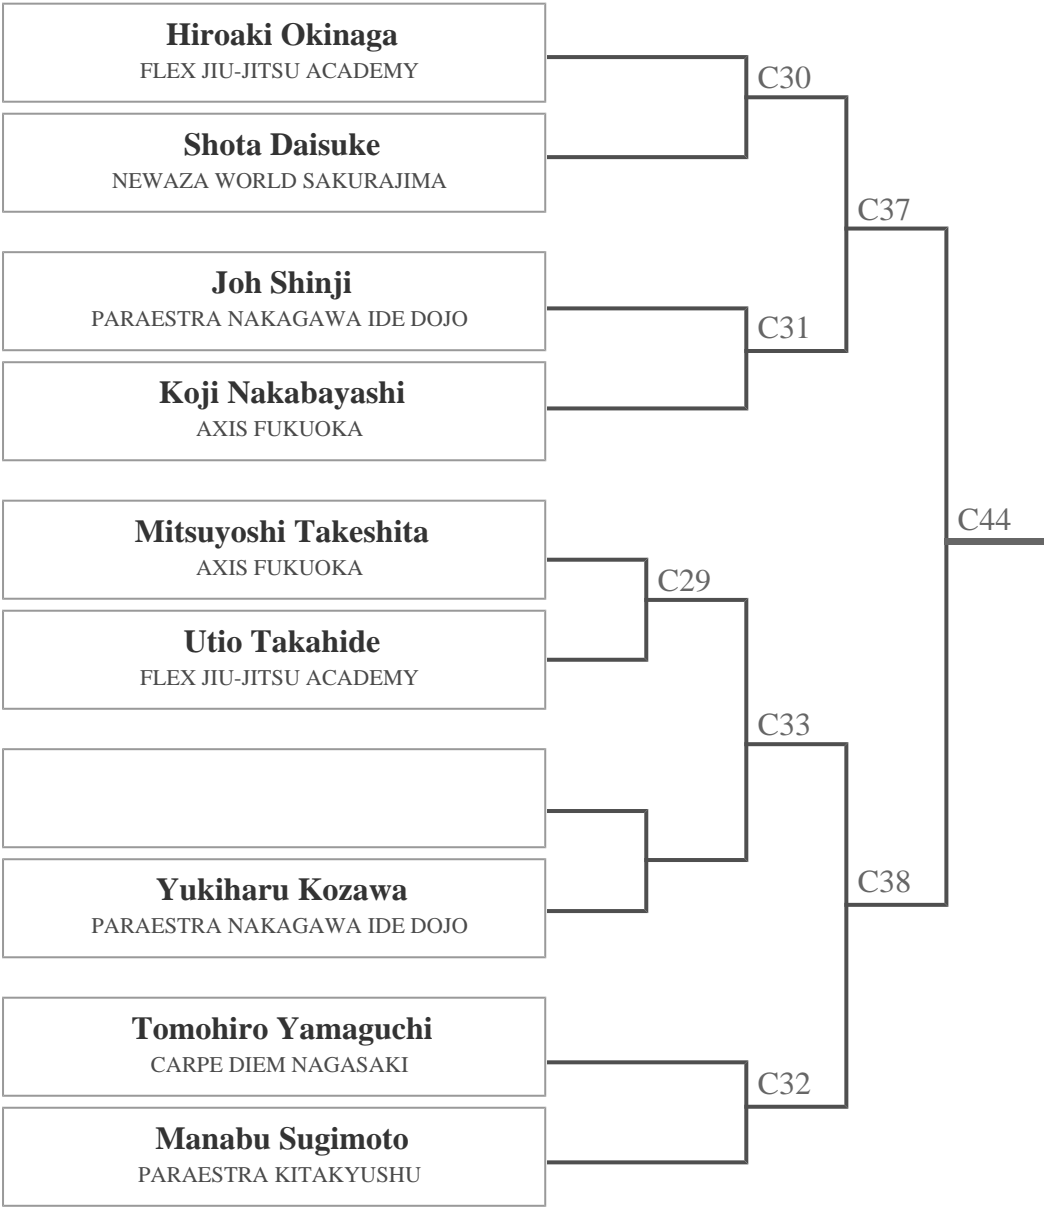 Hiroaki Okinaga
FLEX JIU-JITSU ACADEMY
C30
Shota Daisuke
NEWAZA WORLD SAKURAJIMA
C37
Joh Shinji
PARAESTRA NAKAGAWA IDE DOJO
C31
Koji Nakabayashi
AXIS FUKUOKA
C44
Mitsuyoshi Takeshita
AXIS FUKUOKA
C29
Utio Takahide
FLEX JIU-JITSU ACADEMY
C33
Yukiharu Kozawa
PARAESTRA NAKAGAWA IDE DOJO
C38
Tomohiro Yamaguchi
CARPE DIEM NAGASAKI
C32
Manabu Sugimoto
PARAESTRA KITAKYUSHU